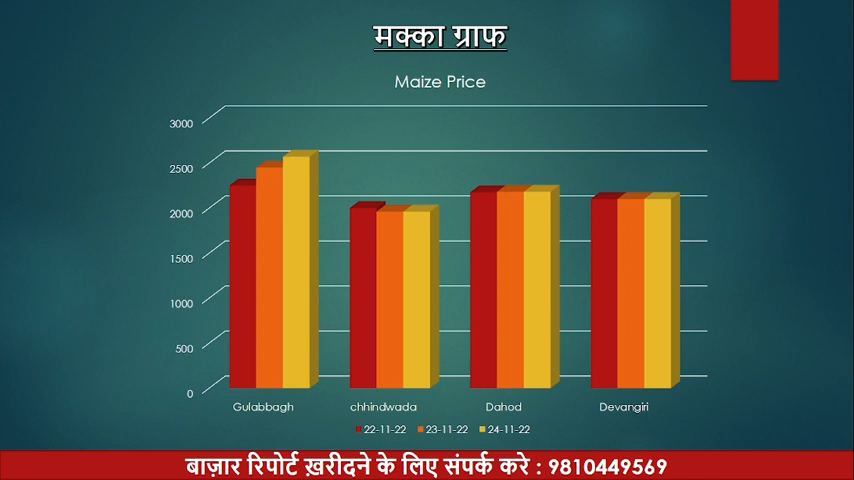 मक्का ग्राफ
Maize Price
3000
2500
2000
1500
1000
500
0
Gulabbagh chhindwada Dahod Devangiri
22-11-22 23-11-22 24-11-22
बाज़ार रिपोर्ट ख़रीदने के लिए संपर्क करे : 9810449569